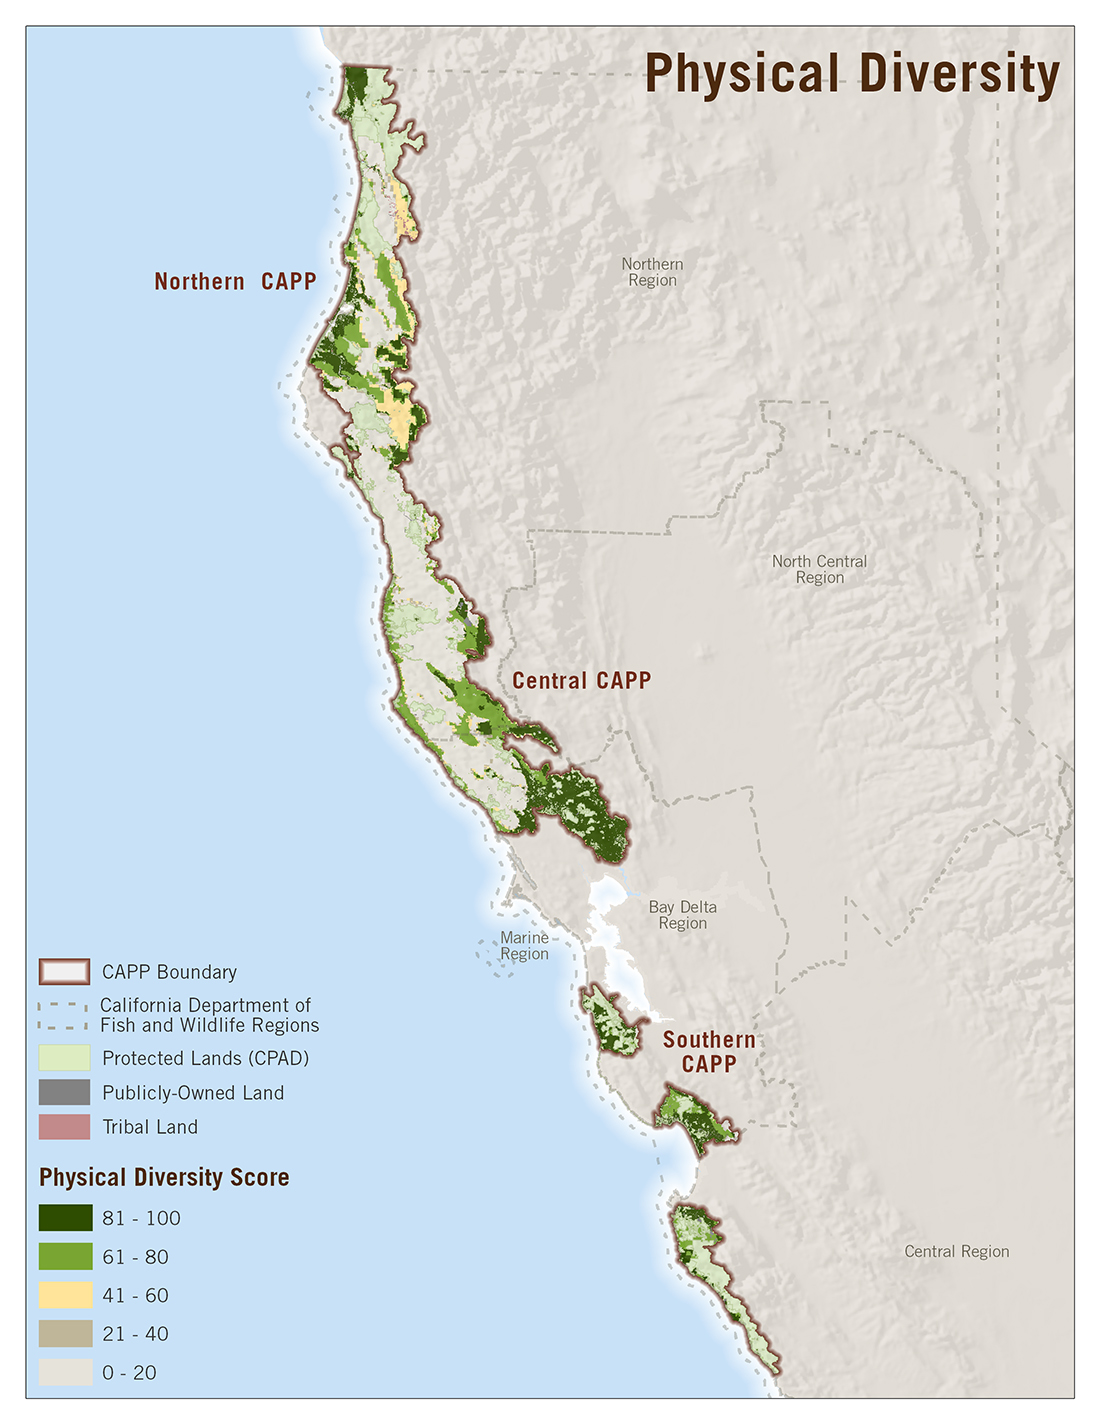 Physical Diversity
Northern
Region
Northern CAPP
North Central
Region
Central CAPP
Bay Delta
Region
Marine
Region
Southern
CAPP
Central Region
CAPP Boundary
California Department of
Fish and Wildlife Regions
Protected Lands (CPAD)
Publicly-Owned Land
Tribal Land
Physical Diversity Score
81 - 100
61 - 80
41 - 60
21 - 40
0 - 20